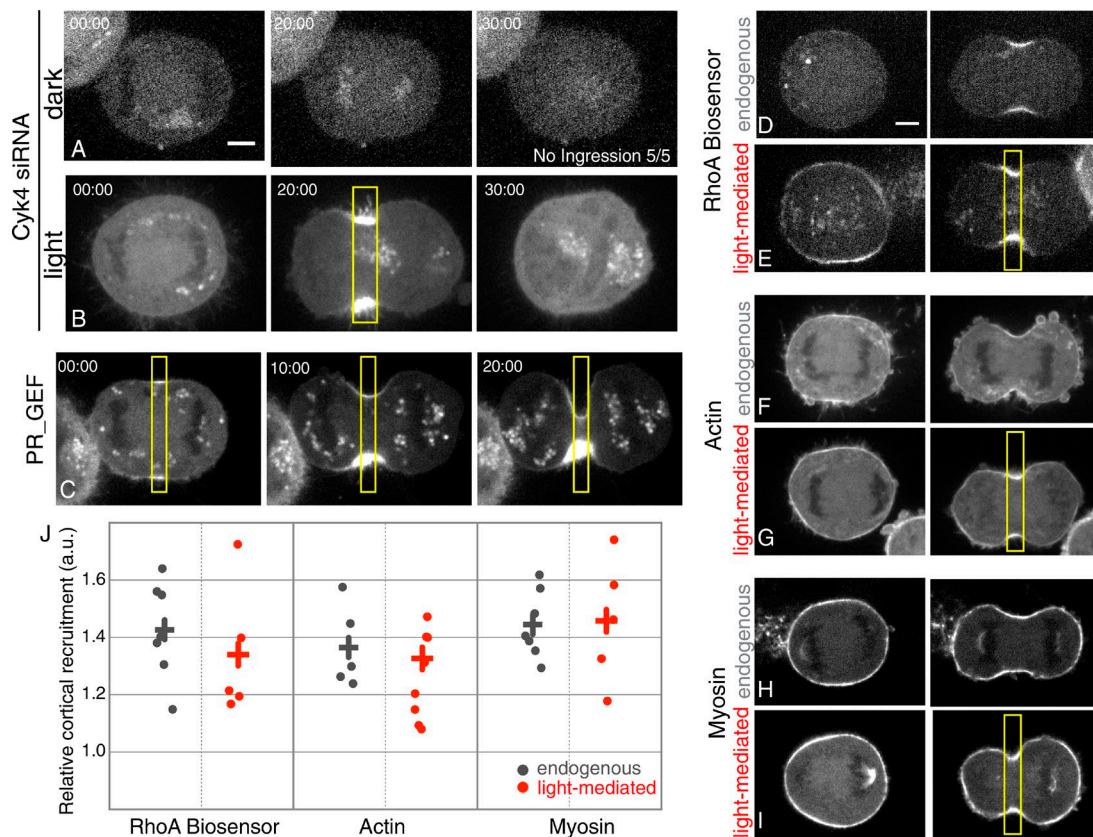 Cyk4 siRNA
dark
00:00
20:00
30:00
A
No Ingression 5/5
light
00:00
20:00
30:00
B
PR_GEF
00:00
10:00
20:00
C
RhoA Biosensor
endogenous
D
light-mediated
E
Actin
endogenous
F
light-mediated
G
Myosin
endogenous
H
light-mediated
I
J
Relative cortical recruitment (a.u.)
1.6
1.4
1.2
1.0
endogenous
light-mediated
RhoA Biosensor
Actin
Myosin